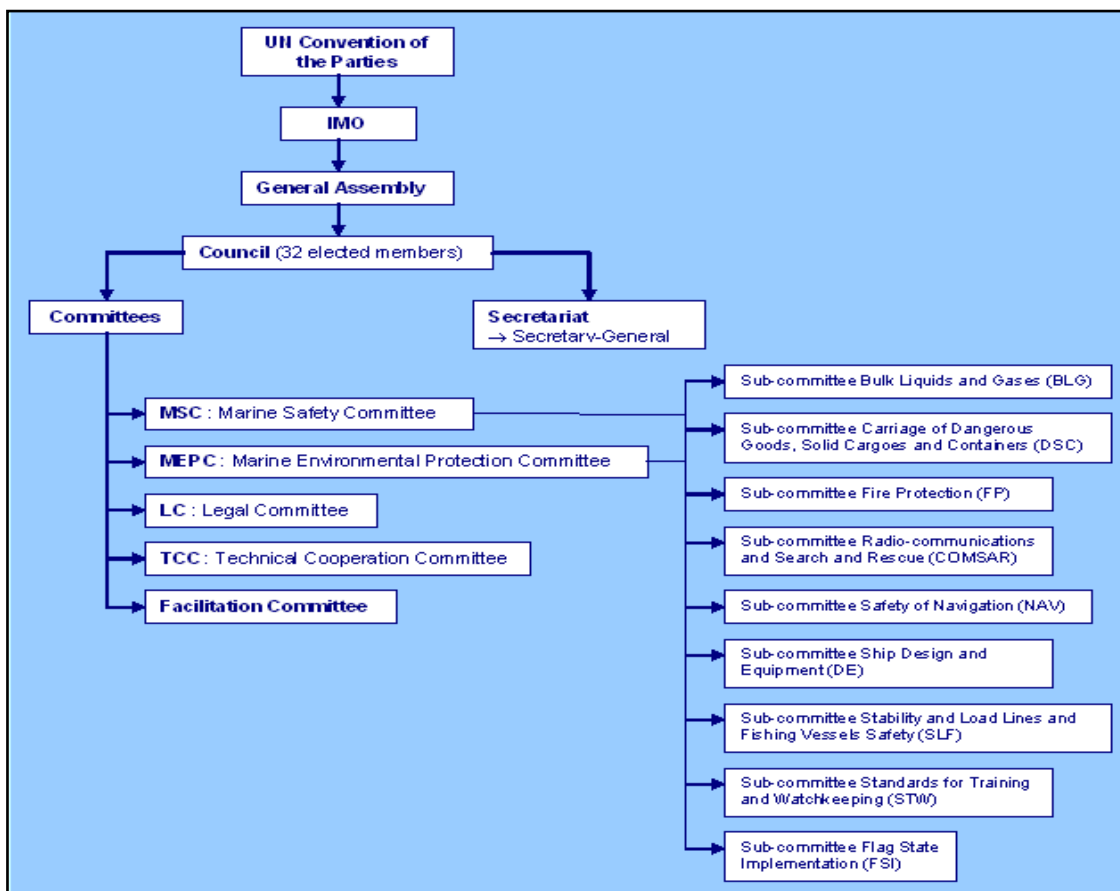 UN Convention of
the Parties
IMO
General Assembly
Council (32 elected members)
Committees
Secretariat
→ Secretary-General
MSC : Marine Safety Committee
MEPC : Marine Environmental Protection Committee
LC : Legal Committee
TCC : Technical Cooperation Committee
Facilitation Committee
Sub-committee Bulk Liquids and Gases (BLG)
Sub-committee Carriage of Dangerous
Goods, Solid Cargoes and Containers (DSC)
Sub-committee Fire Protection (FP)
Sub-committee Radio-communications
and Search and Rescue (COMSAR)
Sub-committee Safety of Navigation (NAV)
Sub-committee Ship Design and
Equipment (DE)
Sub-committee Stability and Load Lines and
Fishing Vessels Safety (SLF)
Sub-committee Standards for Training
and Watchkeeping (STW)
Sub-committee Flag State
Implementation (FSI)